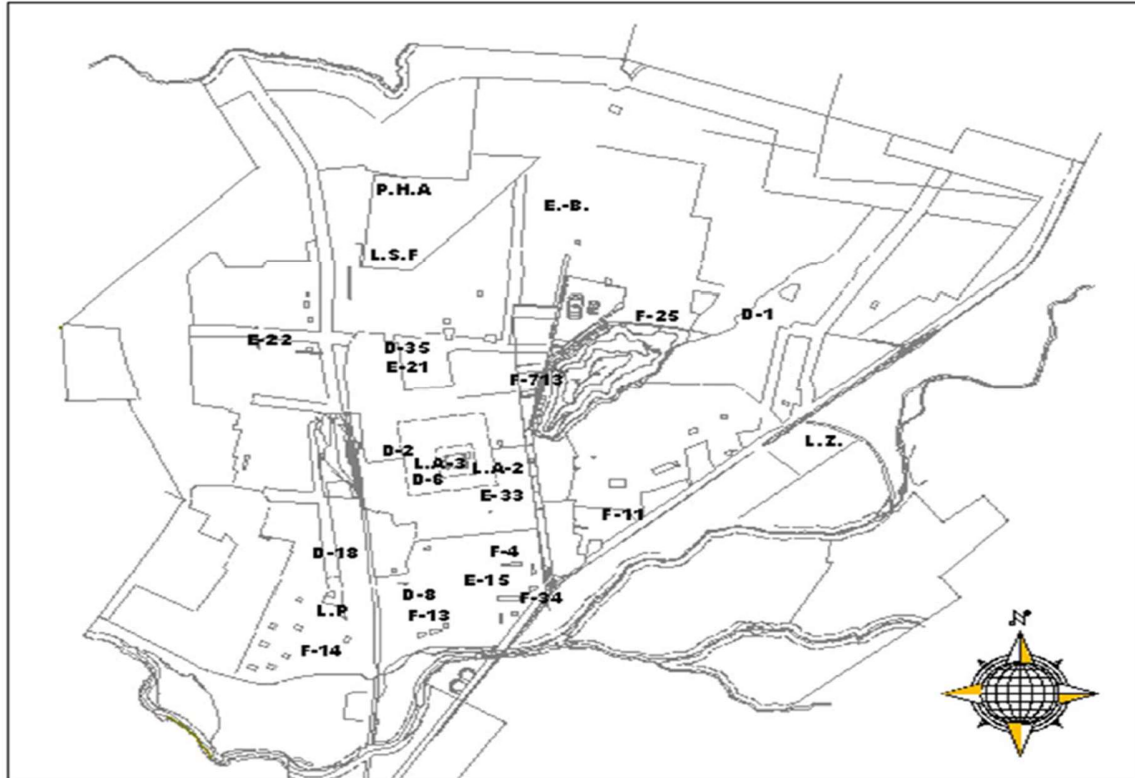 P.H.A
E.-B.
L.S.F
F-25
D-1
E-22
D-35
E-21
F-713
L.Z.
D-2
L.A-3
L.A-2
D-6
E-33
F-11
D-18
F-4
E-15
D-8
F-34
L.P
F-13
F-14
N